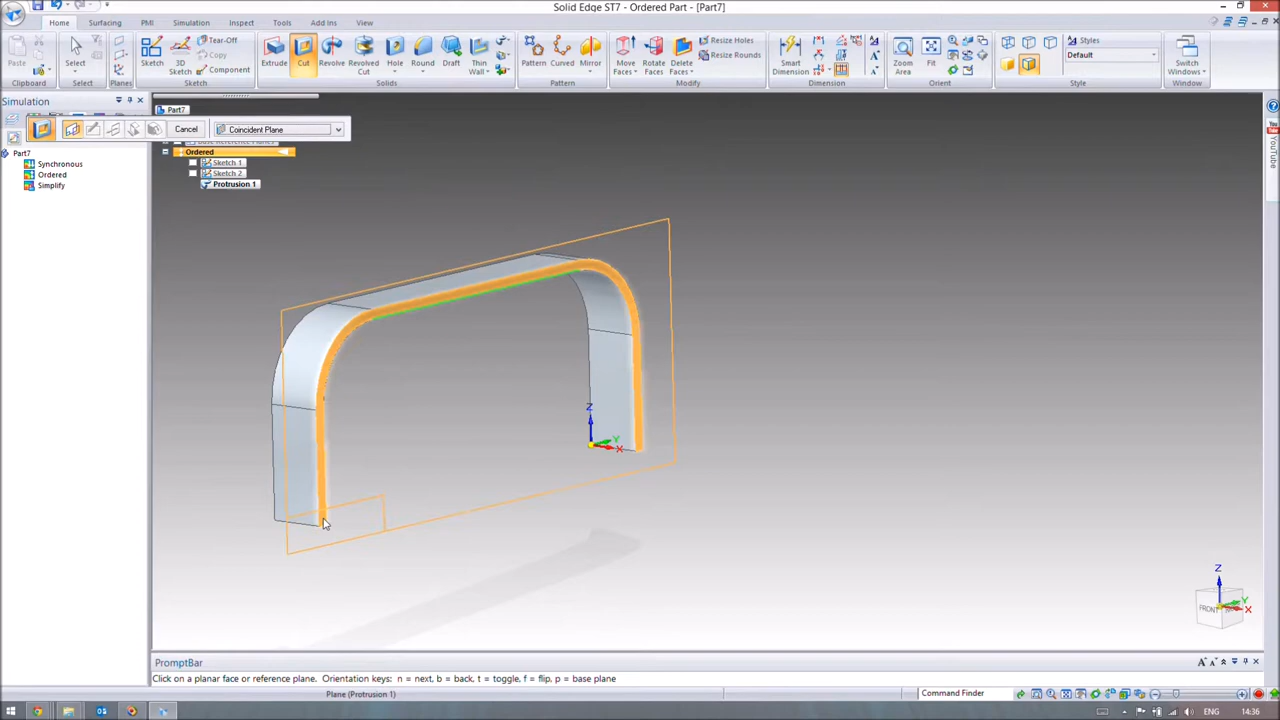 Solid Edge ST7 - Ordered Part - [Part7]
Home Surfacing PMI Simulation Inspect Tools Add Ins View
Paste Select Sketch 3D Sketch Tear-Off Copy Component Extrude Cut Revolve Revolved Cut Hole Round Draft Thin Wall Pattern Curved Mirror Move Faces Rotate Faces Delete Faces Resize Holes Resize Rounds Smart Dimension Zoom Area Fit Styles Default Switch Windows
Clipboard Select Planes Sketch Solids Pattern Modify Dimension Orient Style Window
Simulation
Part7
Cancel Coincident Plane
Base Reference Planes
Part7
Synchronous
Ordered
Simplify
Ordered
Sketch 1
Sketch 2
Protrusion 1
YouTube
Z
Y
X
Z
Y
X
FRONT
PromptBar
Click on a planar face or reference plane. Orientation keys: n = next, b = back, t = toggle, f = flip, p = base plane
Plane (Protrusion 1)
Command Finder
ENG 14:36